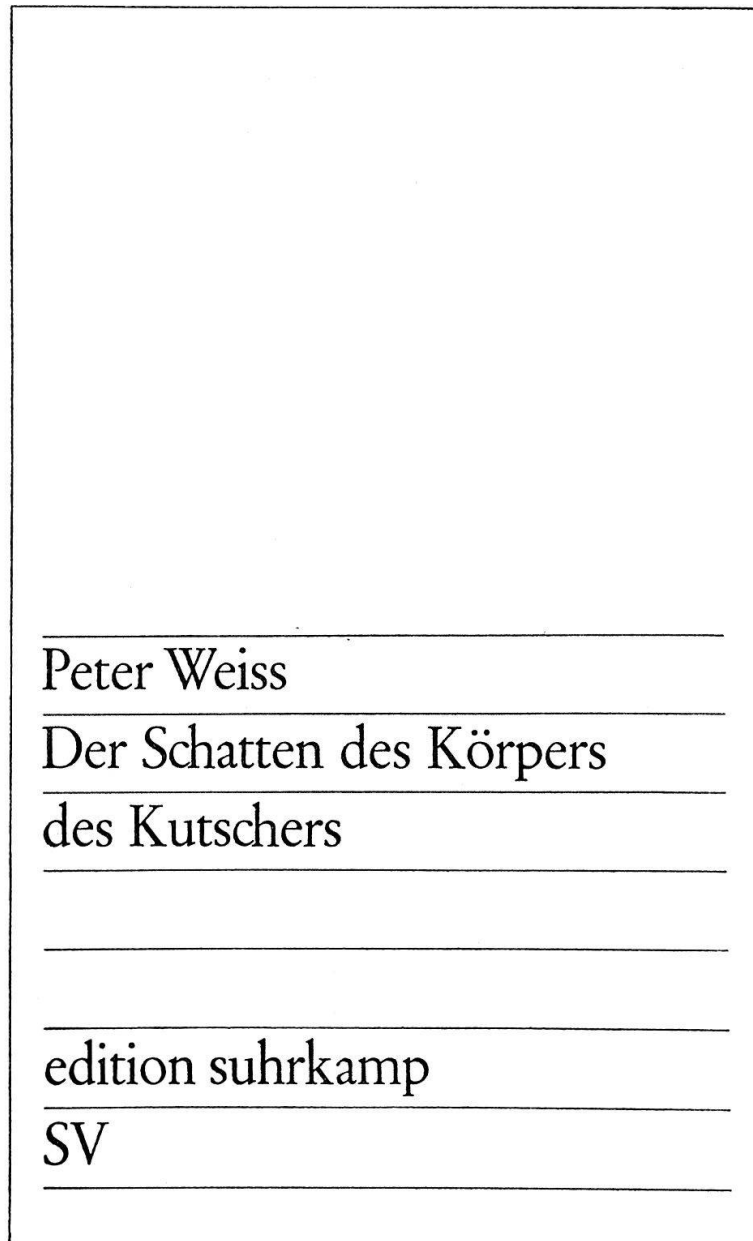 Peter Weiss
Der Schatten des Körpers
des Kutschers
edition suhrkamp
SV